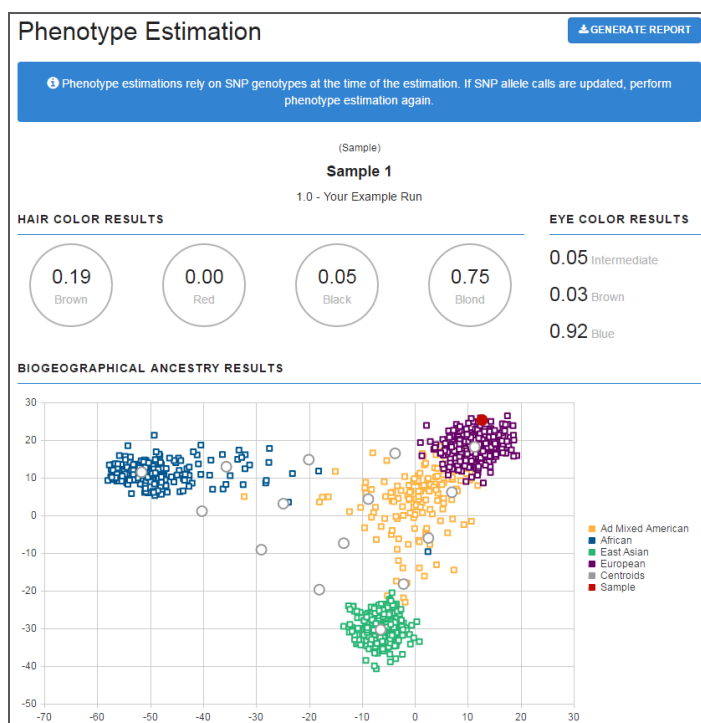 Phenotype Estimation
GENERATE REPORT
Phenotype estimations rely on SNP genotypes at the time of the estimation. If SNP allele calls are updated, perform
phenotype estimation again.
(Sample)
Sample 1
1.0 - Your Example Run
HAIR COLOR RESULTS
0.19
Brown
0.00
Red
0.05
Black
0.75
Blond
EYE COLOR RESULTS
0.05 Intermediate
0.03 Brown
0.92 Blue
BIOGEOGRAPHICAL ANCESTRY RESULTS
30
20
10
0
-10
-20
-30
-40
-50
-70 -60 -50 -40 -30 -20 -10 0 10 20 30
Ad Mixed American
African
East Asian
European
Centroids
Sample